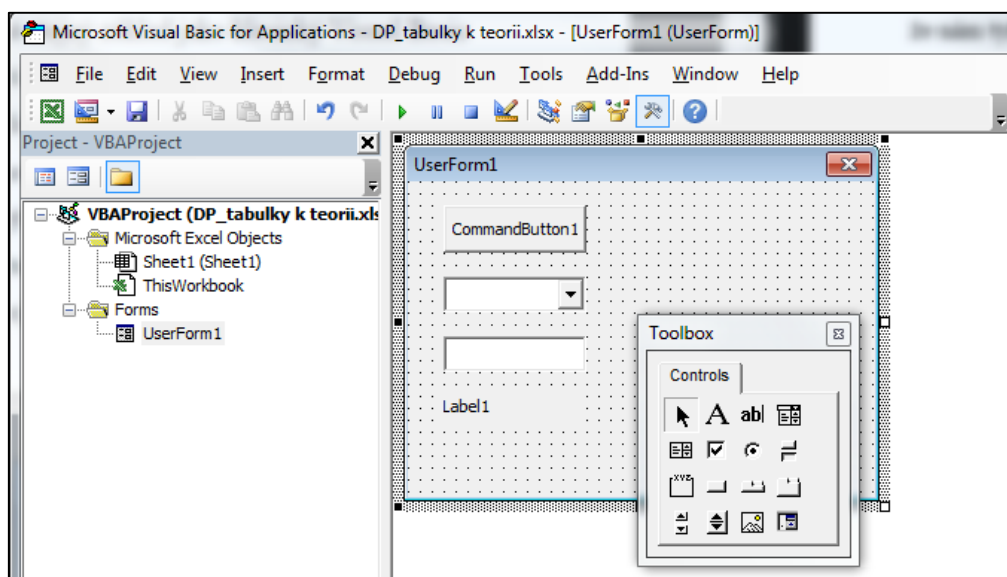 Microsoft Visual Basic for Applications - DP_tabulky k teorii.xlsx - [UserForm1 (UserForm)]
File Edit View Insert Format Debug Run Tools Add-Ins Window Help
Project - VBAProject
VBAProject (DP_tabulky k teorii.xls
Microsoft Excel Objects
Sheet1 (Sheet1)
ThisWorkbook
Forms
UserForm1
UserForm1
CommandButton1
Label1
Toolbox
Controls
A ab|
XYZ